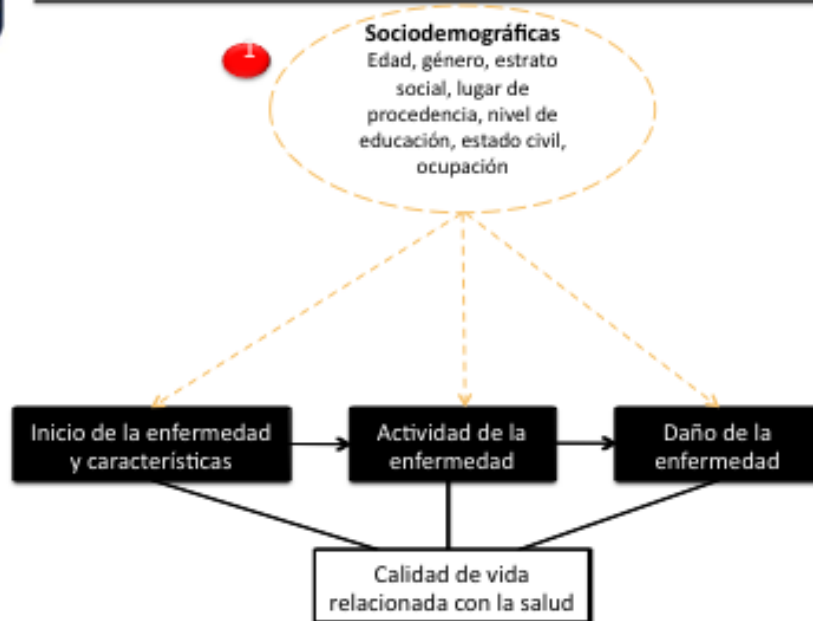 1
Sociodemográficas
Edad, género, estrato
social, lugar de
procedencia, nivel de
educación, estado civil,
ocupación
Inicio de la enfermedad
y características
Actividad de la
enfermedad
Daño de la
enfermedad
Calidad de vida
relacionada con la salud